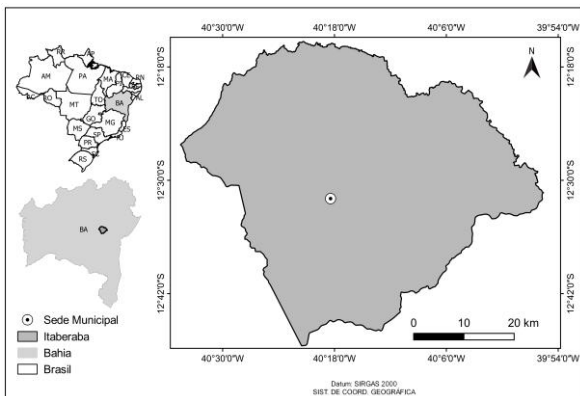 40°30'0"W 40°18'0"W 40°6'0"W 39°54'0"W
RR AP
AM PA MA CE RN
AC RO TO AL
MT BA
GO
MG ES
MS SP RJ
PR
SC
RS
BA
12°18'0"S 12°18'0"S
12°30'0"S 12°30'0"S
12°42'0"S 12°42'0"S
N
Sede Municipal
Itaberaba
Bahia
Brasil
0 10 20 km
40°30'0"W 40°18'0"W 40°6'0"W 39°54'0"W
Datum: SIRGAS 2000
SIST. DE COORD. GEOGRÁFICA